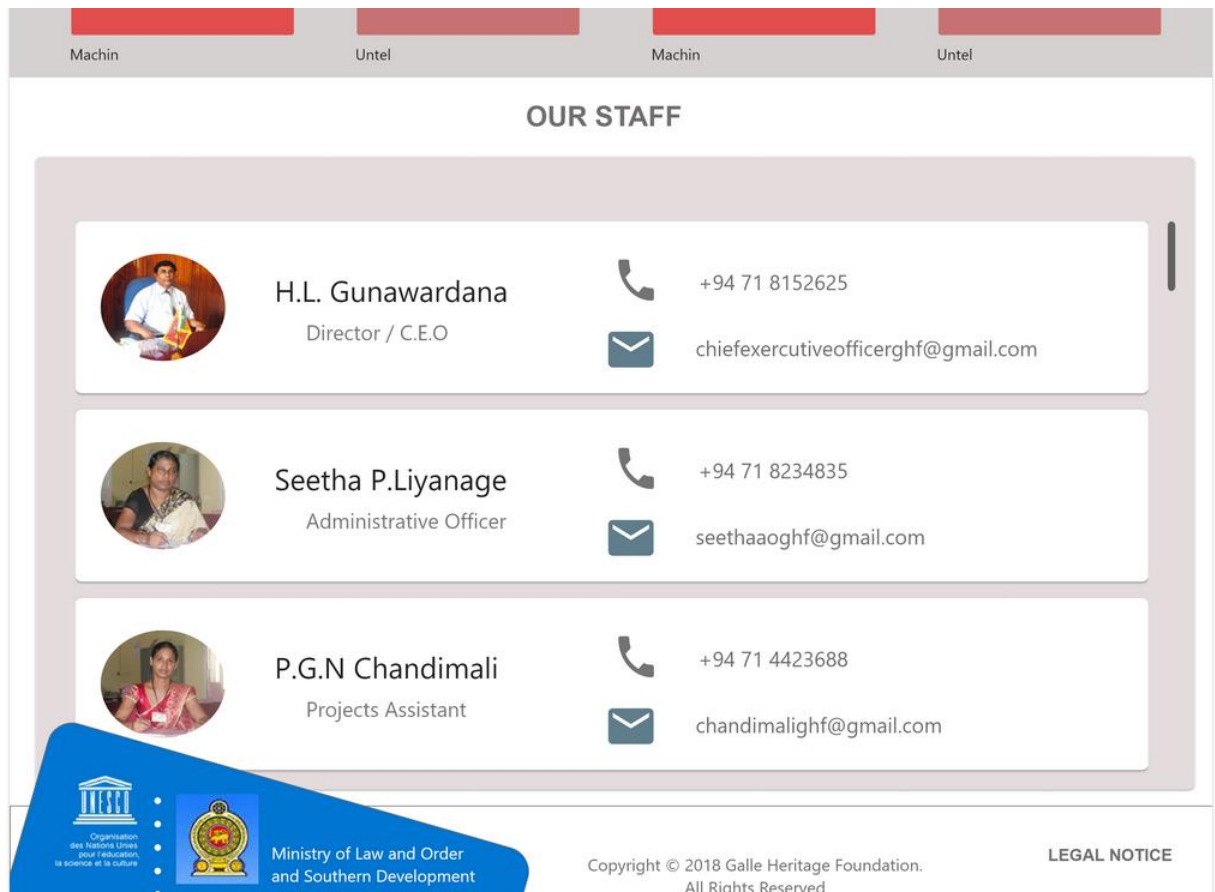 Machin
Untel
Machin
Untel
OUR STAFF
H.L. Gunawardana
Director / C.E.O
+94 71 8152625
chiefexercutiveofficerghf@gmail.com
Seetha P.Liyanage
Administrative Officer
+94 71 8234835
seethaaoghf@gmail.com
P.G.N Chandimali
Projects Assistant
+94 71 4423688
chandimalighf@gmail.com
UNESCO
Organisation
des Nations Unies
pour l'éducation,
la science et la culture
Ministry of Law and Order
and Southern Development
Copyright © 2018 Galle Heritage Foundation.
All Rights Reserved
LEGAL NOTICE